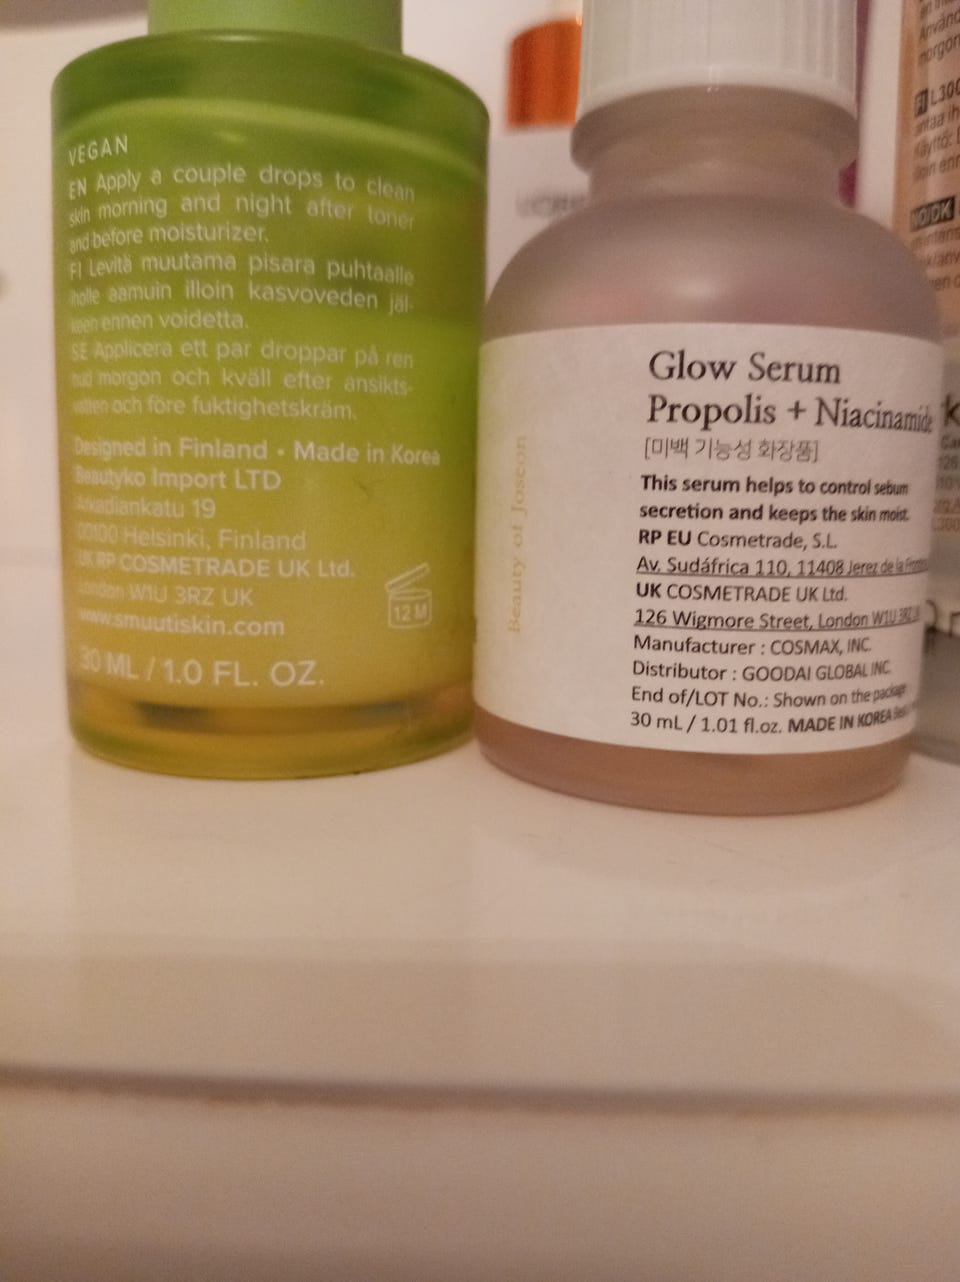 VEGAN
EN Apply a couple drops to clean
skin morning and night after toner
and before moisturizer.
FI Levitä muutama pisara puhtaalle
iholle aamuin illoin kasvoveden jäl-
keen ennen voidetta.
SE Applicera ett par droppar på ren
hud morgon och kväll efter ansikts-
vatten och före fuktighetskräm.
Designed in Finland • Made in Korea
Beautyko Import LTD
Arkadiankatu 19
00100 Helsinki, Finland
UK RP COSMETRADE UK Ltd.
London W1U 3RZ UK
www.smuutiskin.com
12 M
30 ML / 1.0 FL. OZ.
Beauty of Joseon
Glow Serum
Propolis + Niacinamide
[미백 기능성 화장품]
This serum helps to control sebum
secretion and keeps the skin moist.
RP EU Cosmetrade, S.L.
Av. Sudáfrica 110, 11408 Jerez de la
UK COSMETRADE UK Ltd.
126 Wigmore Street, London W1U 3RZ
Manufacturer : COSMAX, INC.
Distributor : GOODAI GLOBAL INC.
End of/LOT No.: Shown on the package
30 mL / 1.01 fl.oz. MADE IN KOREA
FI
NO/DK